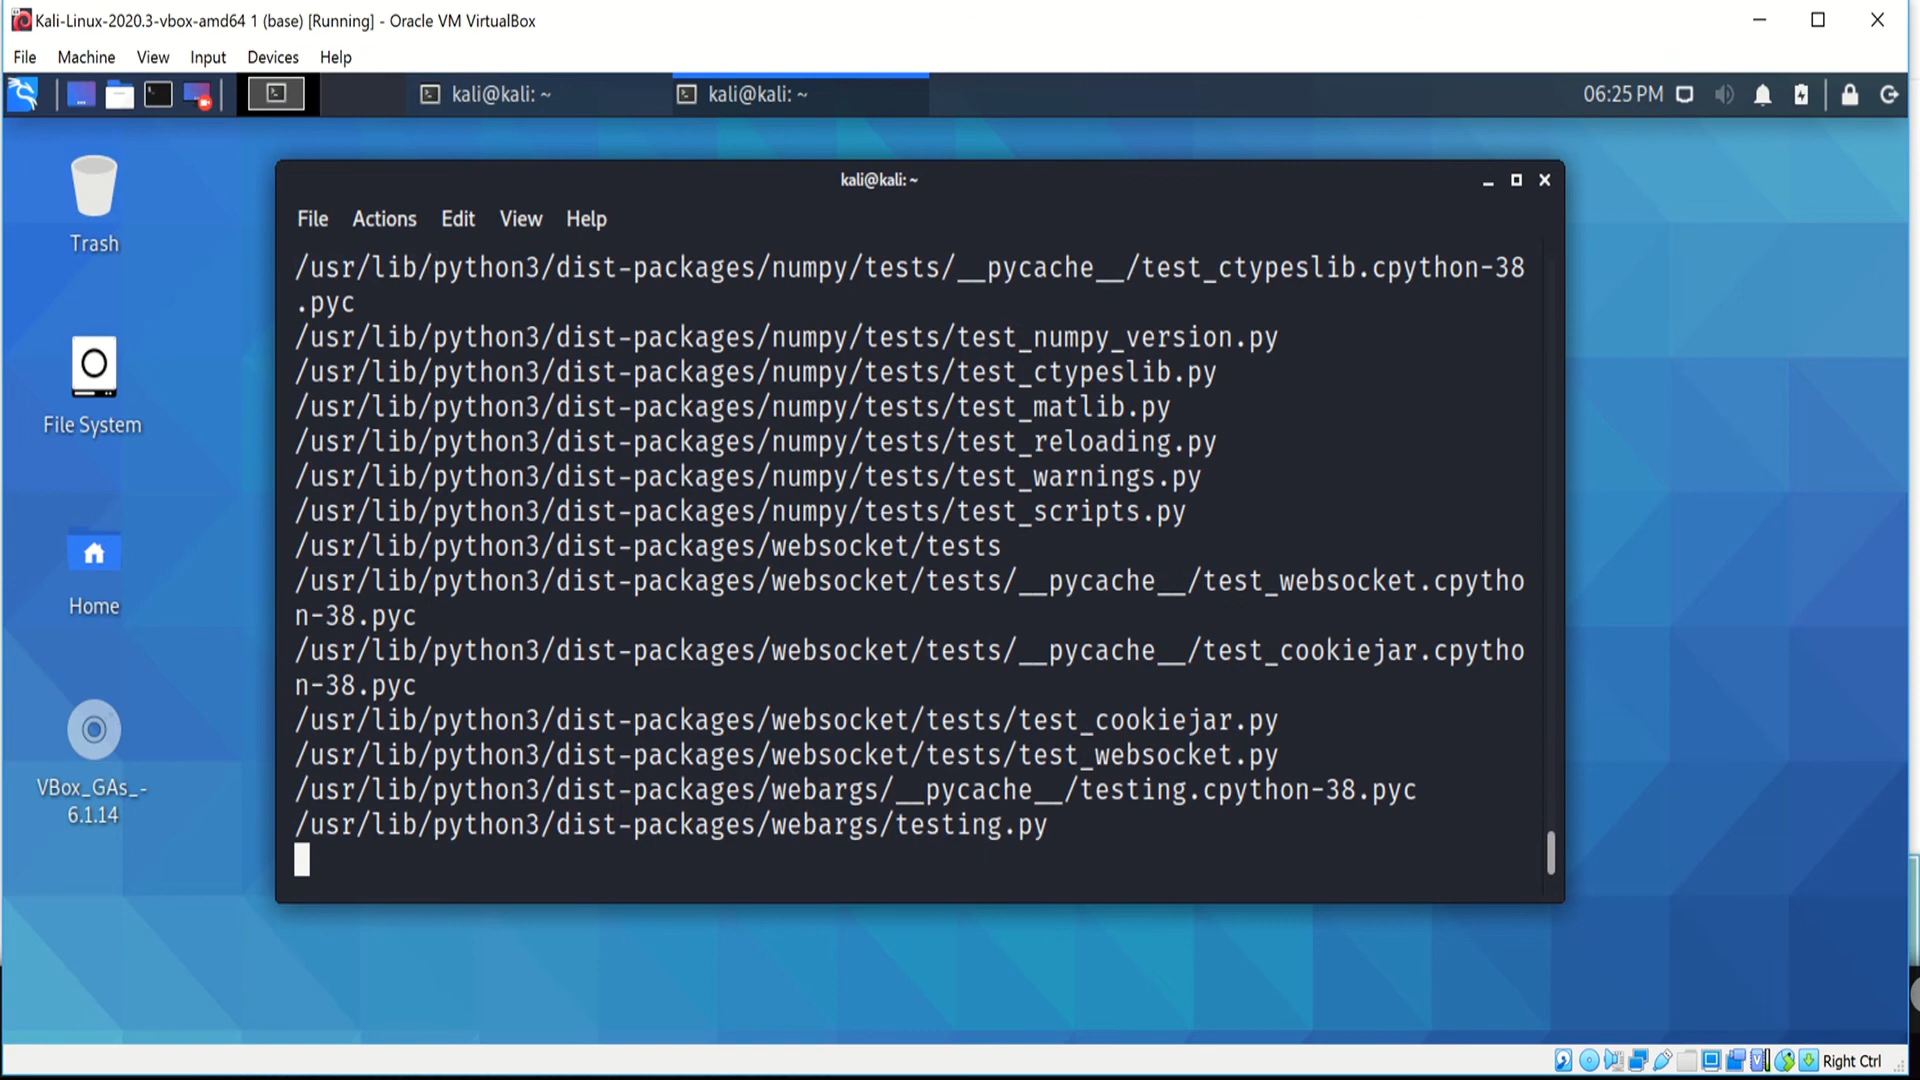 Kali-Linux-2020.3-vbox-amd64 1 (base) [Running] - Oracle VM VirtualBox
File Machine View Input Devices Help
kali@kali: ~ kali@kali: ~ 06:25 PM
kali@kali: ~
File Actions Edit View Help
/usr/lib/python3/dist-packages/numpy/tests/__pycache__/test_ctypeslib.cpython-38
.pyc
/usr/lib/python3/dist-packages/numpy/tests/test_numpy_version.py
/usr/lib/python3/dist-packages/numpy/tests/test_ctypeslib.py
/usr/lib/python3/dist-packages/numpy/tests/test_matlib.py
/usr/lib/python3/dist-packages/numpy/tests/test_reloading.py
/usr/lib/python3/dist-packages/numpy/tests/test_warnings.py
/usr/lib/python3/dist-packages/numpy/tests/test_scripts.py
/usr/lib/python3/dist-packages/websocket/tests
/usr/lib/python3/dist-packages/websocket/tests/__pycache__/test_websocket.cpytho
n-38.pyc
/usr/lib/python3/dist-packages/websocket/tests/__pycache__/test_cookiejar.cpytho
n-38.pyc
/usr/lib/python3/dist-packages/websocket/tests/test_cookiejar.py
/usr/lib/python3/dist-packages/websocket/tests/test_websocket.py
/usr/lib/python3/dist-packages/webargs/__pycache__/testing.cpython-38.pyc
/usr/lib/python3/dist-packages/webargs/testing.py
Trash
File System
Home
VBox_GAs_-
6.1.14
Right Ctrl